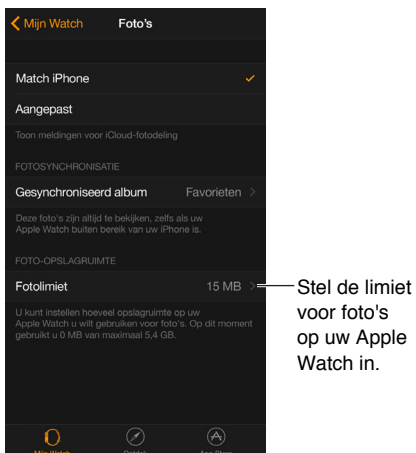 Mijn Watch Foto's
Match iPhone
Aangepast
Toon meldingen voor iCloud-fotodeling
FOTOSYNCHRONISATIE
Gesynchroniseerd album Favorieten
Deze foto's zijn altijd te bekijken, zelfs als uw
Apple Watch buiten bereik van uw iPhone is.
FOTO-OPSLAGRUIMTE
Fotolimiet 15 MB
U kunt instellen hoeveel opslagruimte op uw
Apple Watch u wilt gebruiken voor foto's. Op dit moment
gebruikt u 0 MB van maximaal 5,4 GB.
Stel de limiet
voor foto's
op uw Apple
Watch in.
Mijn Watch